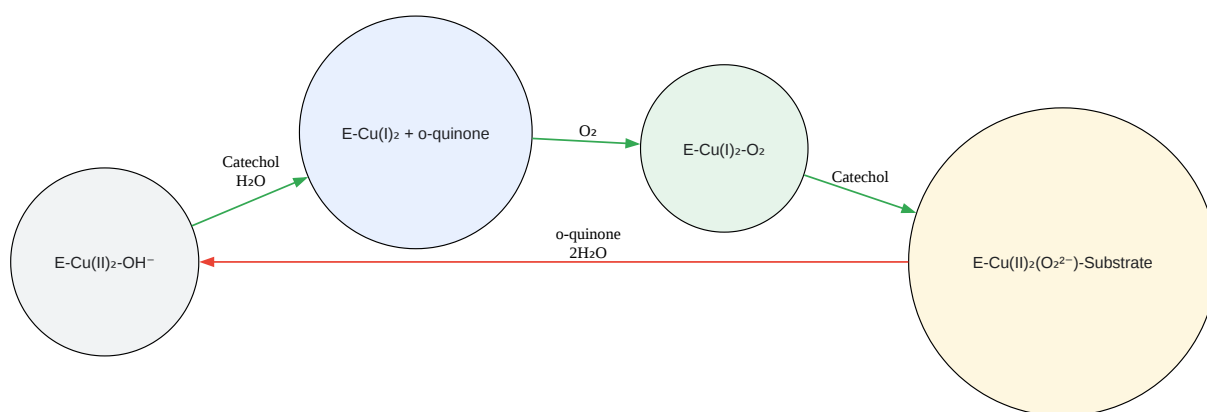 E-Cu(II)₂-OH⁻
Catechol
H₂O
E-Cu(I)₂ + o-quinone
O₂
E-Cu(I)₂-O₂
Catechol
E-Cu(II)₂(O₂²⁻)-Substrate
o-quinone
2H₂O